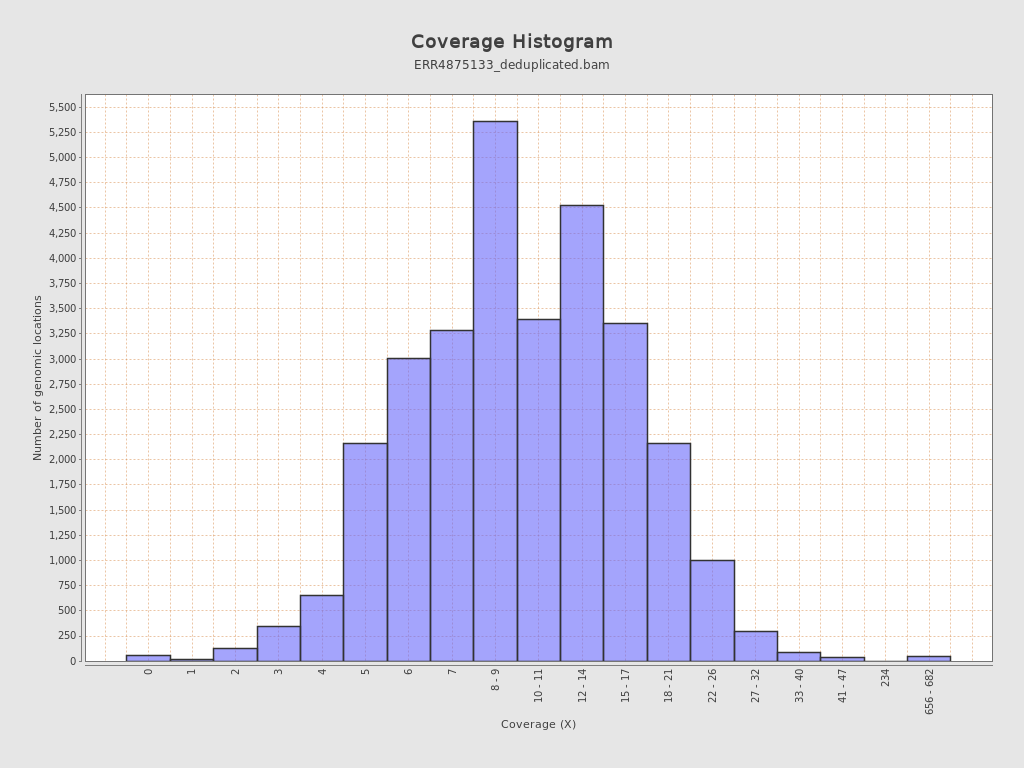 Coverage Histogram
ERR4875133_deduplicated.bam
Number of genomic locations
5,500
5,250
5,000
4,750
4,500
4,250
4,000
3,750
3,500
3,250
3,000
2,750
2,500
2,250
2,000
1,750
1,500
1,250
1,000
750
500
250
0
0
1
2
3
4
5
6
7
8 - 9
10 - 11
12 - 14
15 - 17
18 - 21
22 - 26
27 - 32
33 - 40
41 - 47
234
656 - 682
Coverage (X)